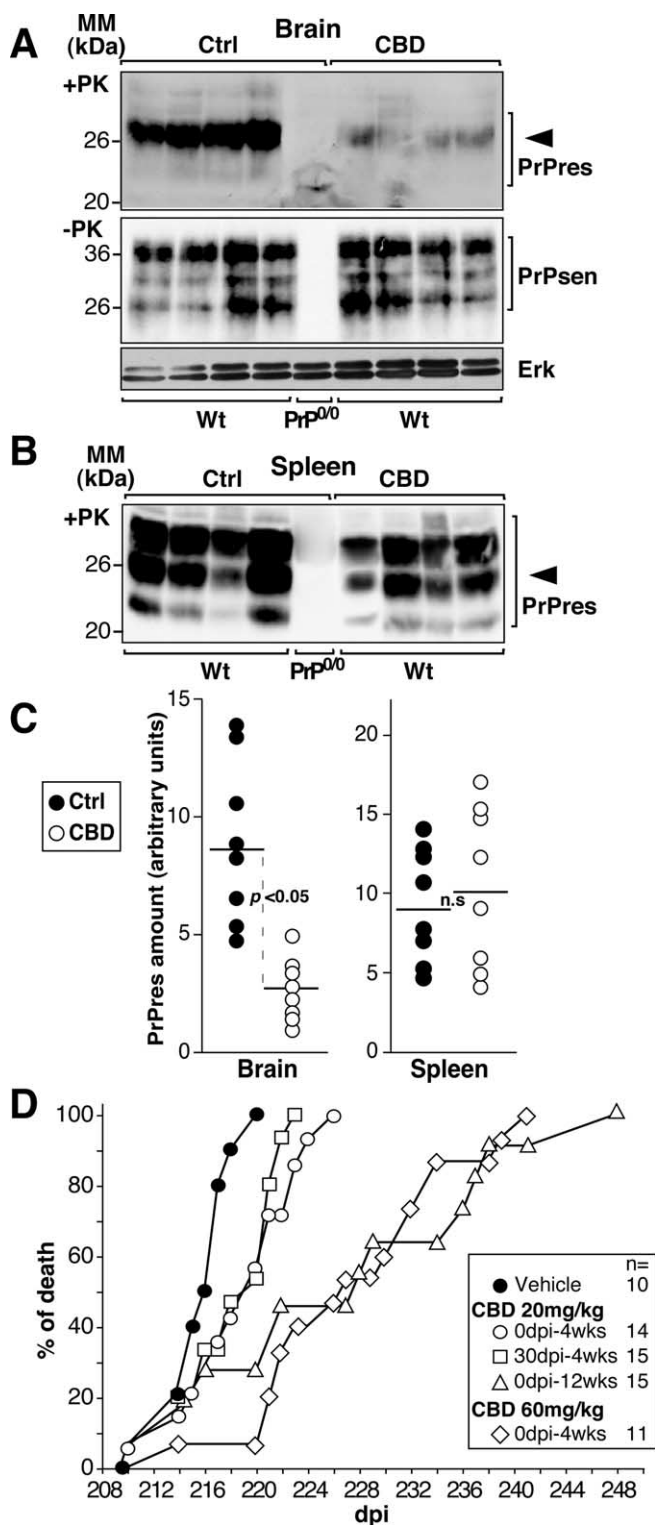 A
MM
(kDa)
Brain
Ctrl
CBD
+PK
26
20
PrPres
-PK
36
26
PrPsen
Erk
Wt
PrP0/0
Wt
B
MM
(kDa)
Spleen
Ctrl
CBD
+PK
26
20
PrPres
Wt
PrP0/0
Wt
C
Ctrl
CBD
PrPres amount (arbitrary units)
15
10
5
0
p <0.05
Brain
20
15
10
5
0
n.s
Spleen
D
% of death
100
80
60
40
20
0
208 212 216 220 224 228 232 236 240 244 248
dpi
n=
Vehicle 10
CBD 20mg/kg
0dpi-4wks 14
30dpi-4wks 15
0dpi-12wks 15
CBD 60mg/kg
0dpi-4wks 11